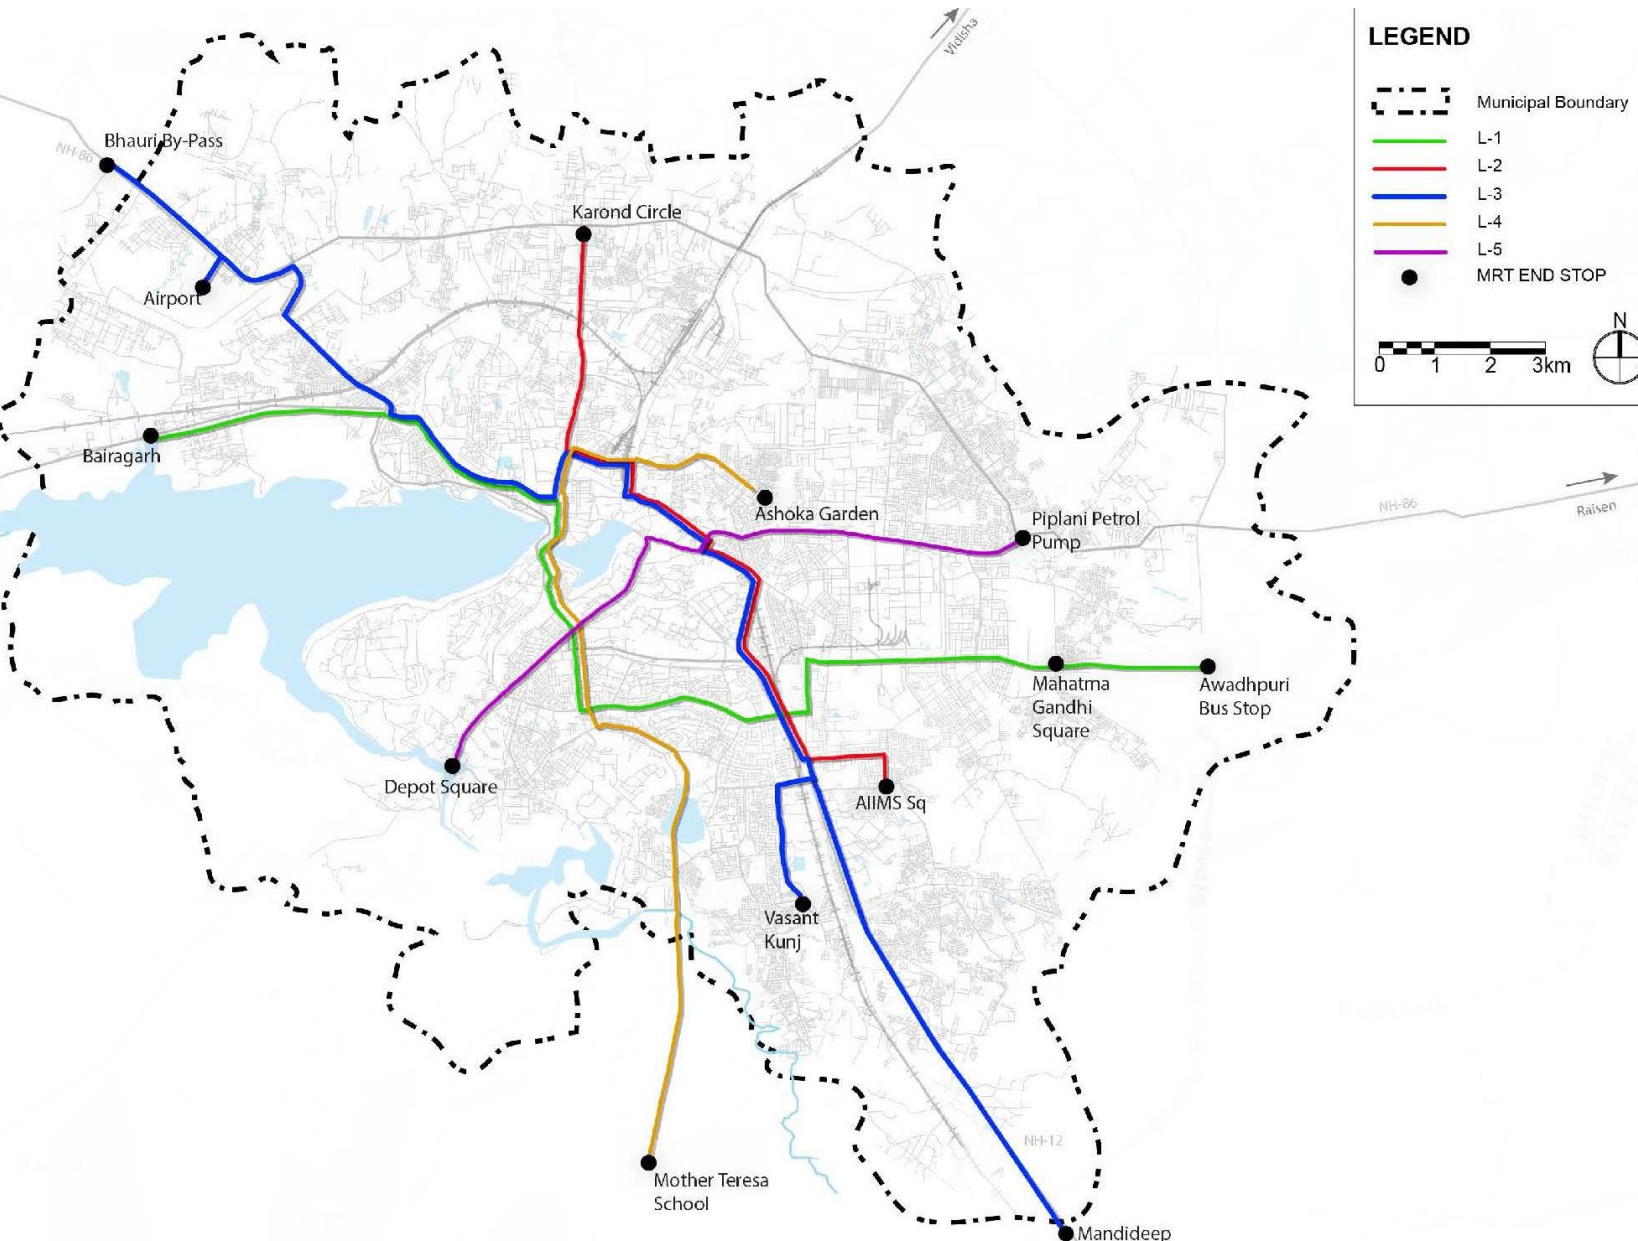 LEGEND
Municipal Boundary
L-1
L-2
L-3
L-4
L-5
MRT END STOP
N
0 1 2 3km
Vidisha
Bhauri By-Pass
NH-86
Karond Circle
Airport
Bairagarh
Ashoka Garden
Piplani Petrol
Pump
NH-86
Raisen
Mahatma
Gandhi
Square
Awadhpuri
Bus Stop
Depot Square
AIIMS Sq
Vasant
Kunj
NH-12
Mother Teresa
School
Mandideep